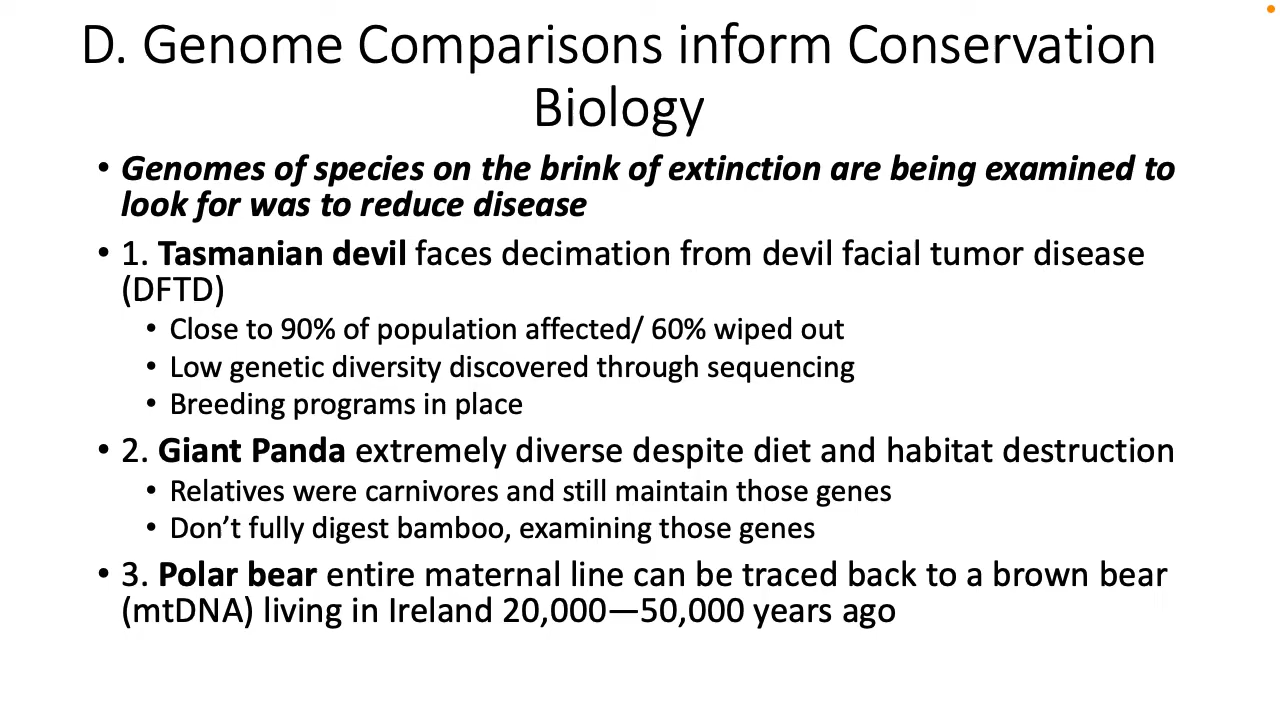 D. Genome Comparisons inform Conservation
Biology
• Genomes of species on the brink of extinction are being examined to
look for was to reduce disease
• 1. Tasmanian devil faces decimation from devil facial tumor disease
(DFTD)
• Close to 90% of population affected/ 60% wiped out
• Low genetic diversity discovered through sequencing
• Breeding programs in place
• 2. Giant Panda extremely diverse despite diet and habitat destruction
• Relatives were carnivores and still maintain those genes
• Don’t fully digest bamboo, examining those genes
• 3. Polar bear entire maternal line can be traced back to a brown bear
(mtDNA) living in Ireland 20,000—50,000 years ago